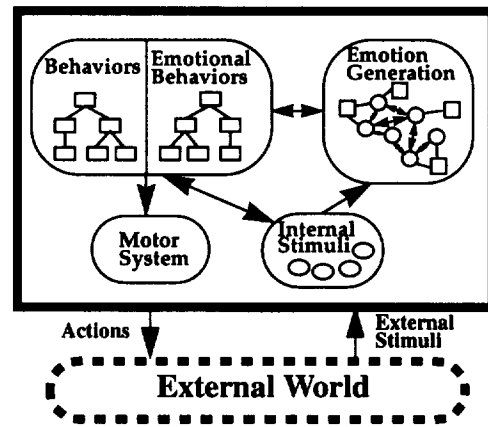 Behaviors
Emotional
Behaviors
Emotion
Generation
Motor
System
Internal
Stimuli
Actions
External
Stimuli
External World